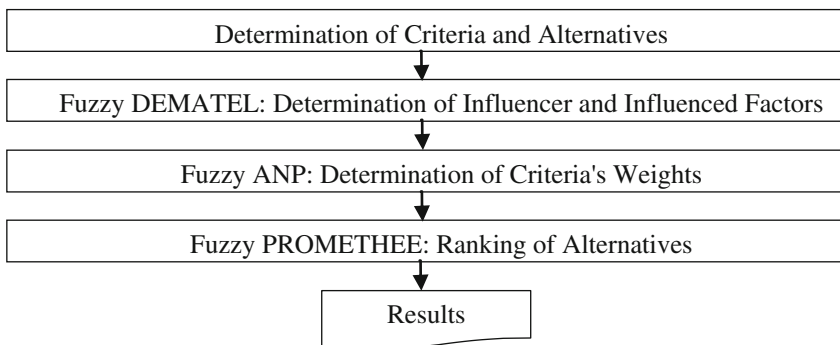 Determination of Criteria and Alternatives
Fuzzy DEMATEL: Determination of Influencer and Influenced Factors
Fuzzy ANP: Determination of Criteria's Weights
Fuzzy PROMETHEE: Ranking of Alternatives
Results